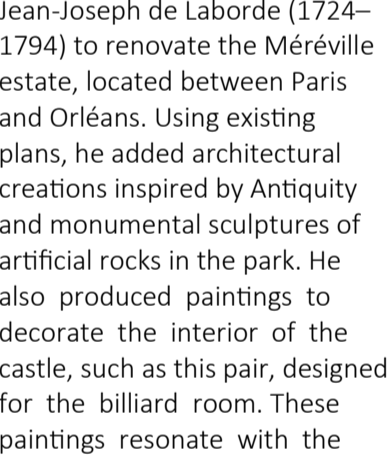 Jean-Joseph de Laborde (1724–
1794) to renovate the Méréville
estate, located between Paris
and Orléans. Using existing
plans, he added architectural
creations inspired by Antiquity
and monumental sculptures of
artificial rocks in the park. He
also produced paintings to
decorate the interior of the
castle, such as this pair, designed
for the billiard room. These
paintings resonate with the